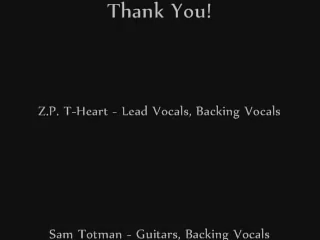 Thank You!
Z.P. T-Heart - Lead Vocals, Backing Vocals
Sam Totman - Guitars, Backing Vocals